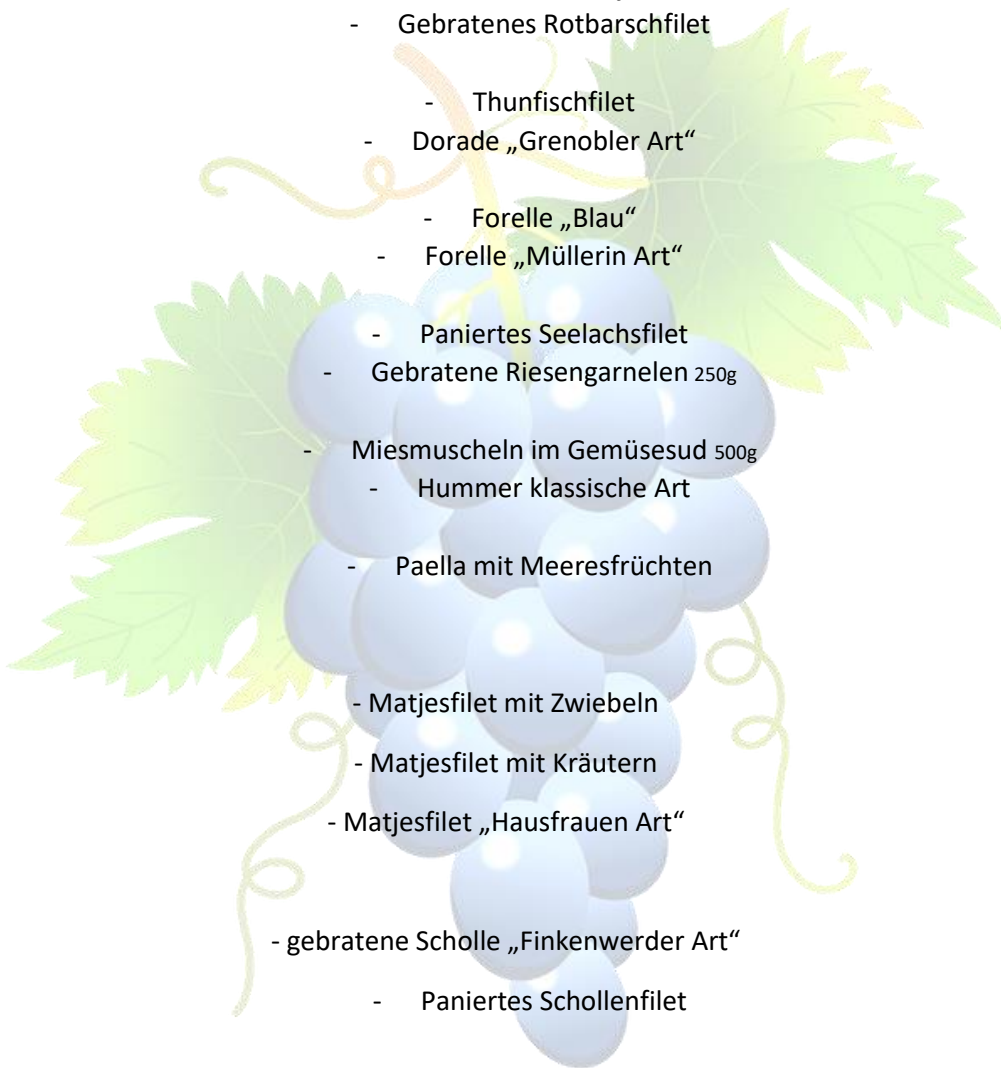 - Gebratenes Rotbarschfilet
- Thunfischfilet
- Dorade „Grenobler Art“
- Forelle „Blau“
- Forelle „Müllerin Art“
- Paniertes Seelachsfilet
- Gebratene Riesengarnelen 250g
- Miesmuscheln im Gemüsesud 500g
- Hummer klassische Art
- Paella mit Meeresfrüchten
- Matjesfilet mit Zwiebeln
- Matjesfilet mit Kräutern
- Matjesfilet „Hausfrauen Art“
- gebratene Scholle „Finkenwerder Art“
- Paniertes Schollenfilet